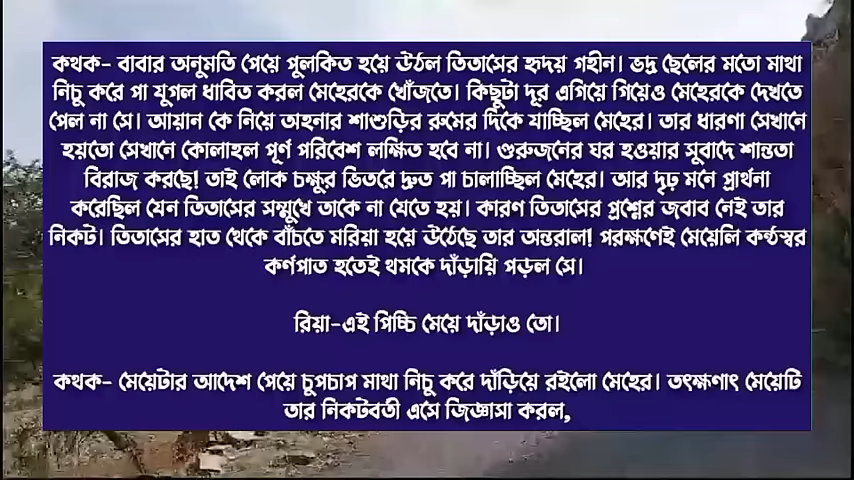 কথক- বাবার অনুমতি পেয়ে পুলকিত হয়ে উঠল তিতাসের হৃদয় গহীন। ভদ্র ছেলের মতো মাথা
নিচু করে পা যুগল ধাবিত করল মেহেরকে খোঁজতে। কিছুটা দূর এগিয়ে গিয়েও মেহেরকে দেখতে
পেল না সে। আয়ান কে নিয়ে অহনার শাশুড়ির রুমের দিকে যাচ্ছিল মেহের। তার ধারণা সেখানে
হয়তো সেখানে কোলাহল পূর্ণ পরিবেশ লক্ষিত হবে না। গুরুজনের ঘর হওয়ার সুবাদে শান্ততা
বিরাজ করছে! তাই লোক চক্ষুর ভিতরে দ্রুত পা চালাচ্ছিল মেহের। আর দৃঢ় মনে প্রার্থনা
করেছিল যেন তিতাসের সম্মুখে তাকে না যেতে হয়। কারণ তিতাসের প্রশ্নের জবাব নেই তার
নিকট। তিতাসের হাত থেকে বাঁচতে মরিয়া হয়ে উঠেছে তার অন্তরালা! পরক্ষণেই মেয়েলি কন্ঠস্বর
কর্ণপাত হতেই থমকে দাঁড়ায়ি পড়ল সে।
রিয়া-এই পিচ্চি মেয়ে দাঁড়াও তো।
কথক- মেয়েটার আদেশ পেয়ে চুপচাপ মাথা নিচু করে দাঁড়িয়ে রইলো মেহের। তৎক্ষণাৎ মেয়েটি
তার নিকটবর্তী এসে জিজ্ঞাসা করল,